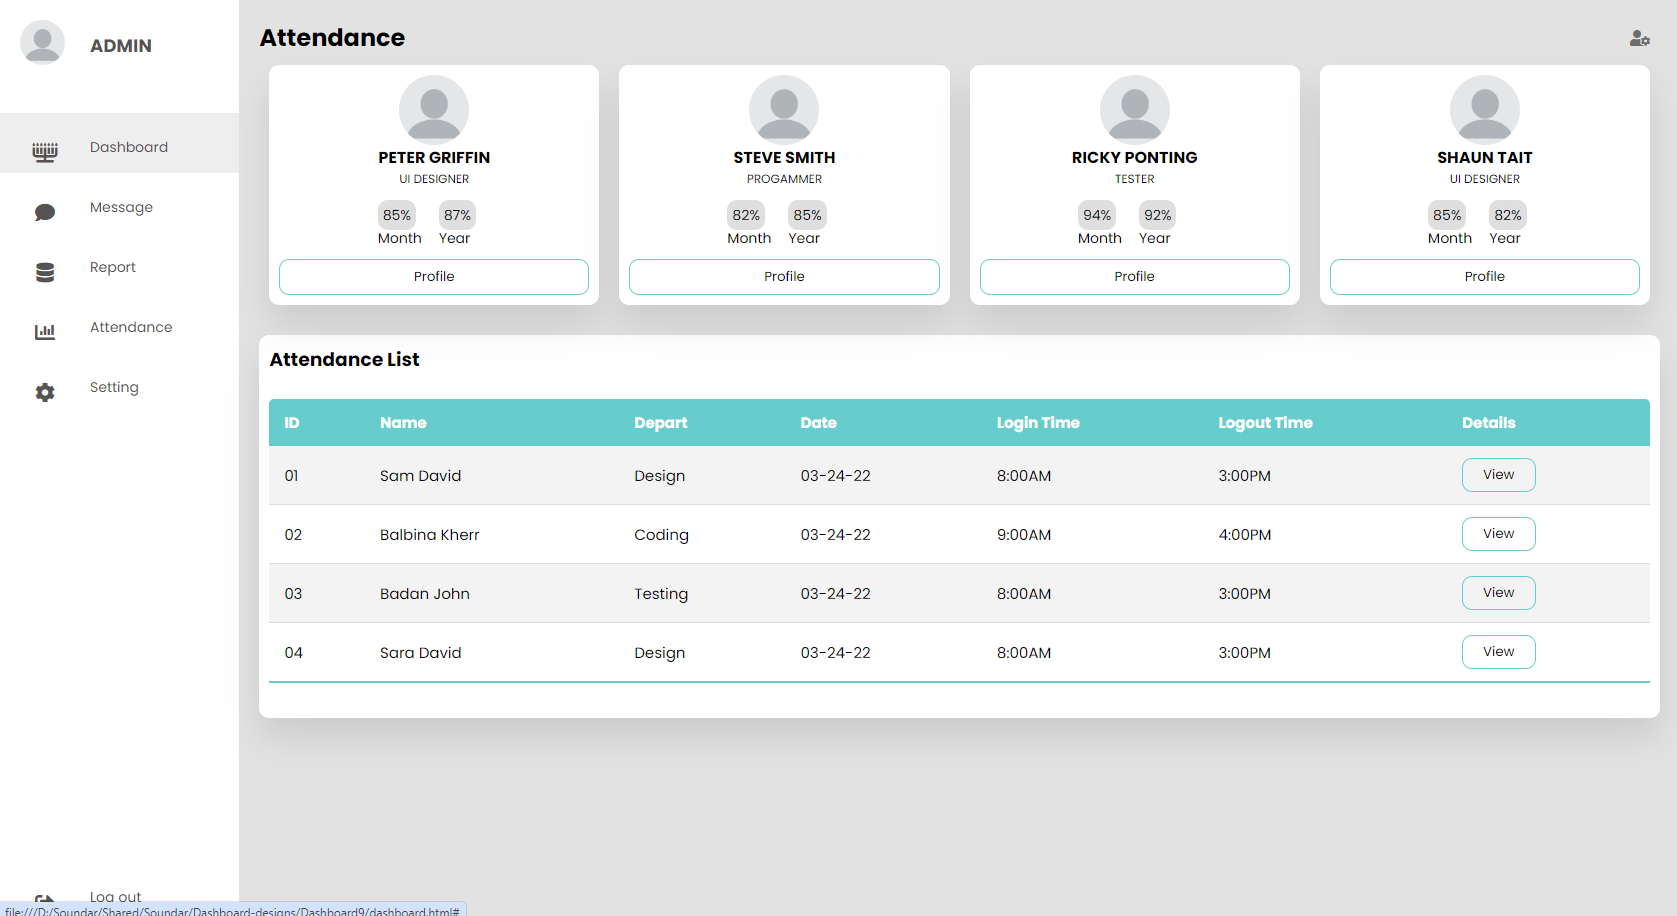 ADMIN
Dashboard
Message
Report
Attendance
Setting
Log out
file:///D:/Soundar/Shared/Soundar/Dashboard-designs/Dashboard9/dashboard.html#
Attendance
PETER GRIFFIN
UI DESIGNER
85% 87%
Month Year
Profile
STEVE SMITH
PROGAMMER
82% 85%
Month Year
Profile
RICKY PONTING
TESTER
94% 92%
Month Year
Profile
SHAUN TAIT
UI DESIGNER
85% 82%
Month Year
Profile
Attendance List
ID Name Depart Date Login Time Logout Time Details
01 Sam David Design 03-24-22 8:00AM 3:00PM View
02 Balbina Kherr Coding 03-24-22 9:00AM 4:00PM View
03 Badan John Testing 03-24-22 8:00AM 3:00PM View
04 Sara David Design 03-24-22 8:00AM 3:00PM View